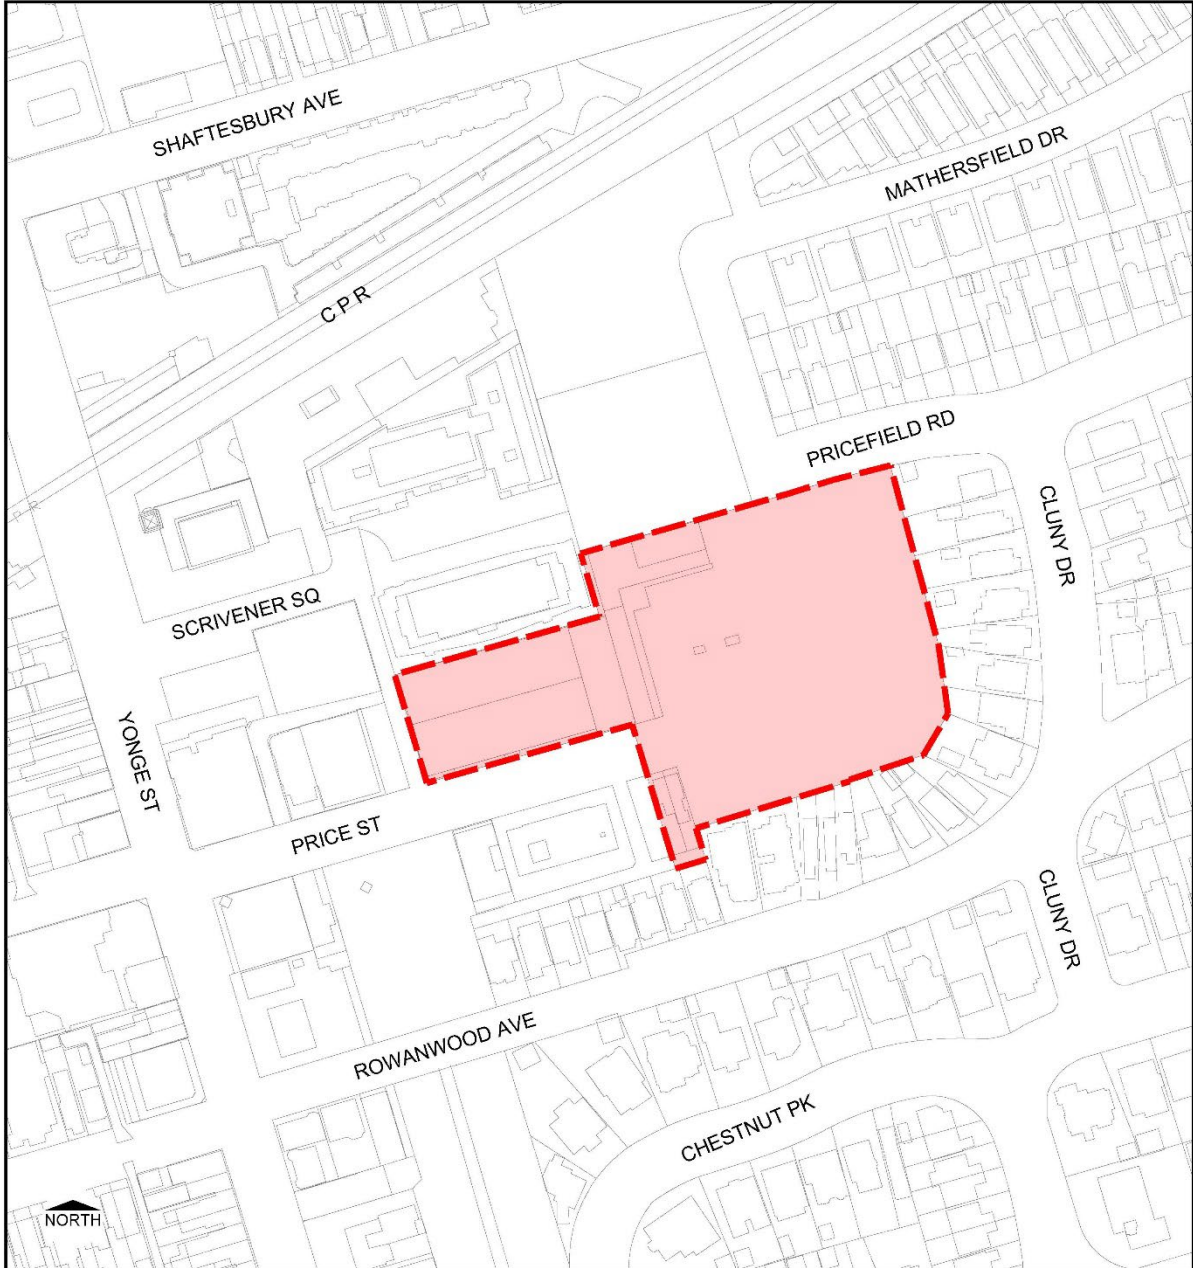 SHAFTESBURY AVE
MATHERSFIELD DR
C P R
PRICEFIELD RD
CLUNY DR
SCRIVENER SQ
YONGE ST
PRICE ST
CLUNY DR
ROWANWOOD AVE
CHESTNUT PK
NORTH